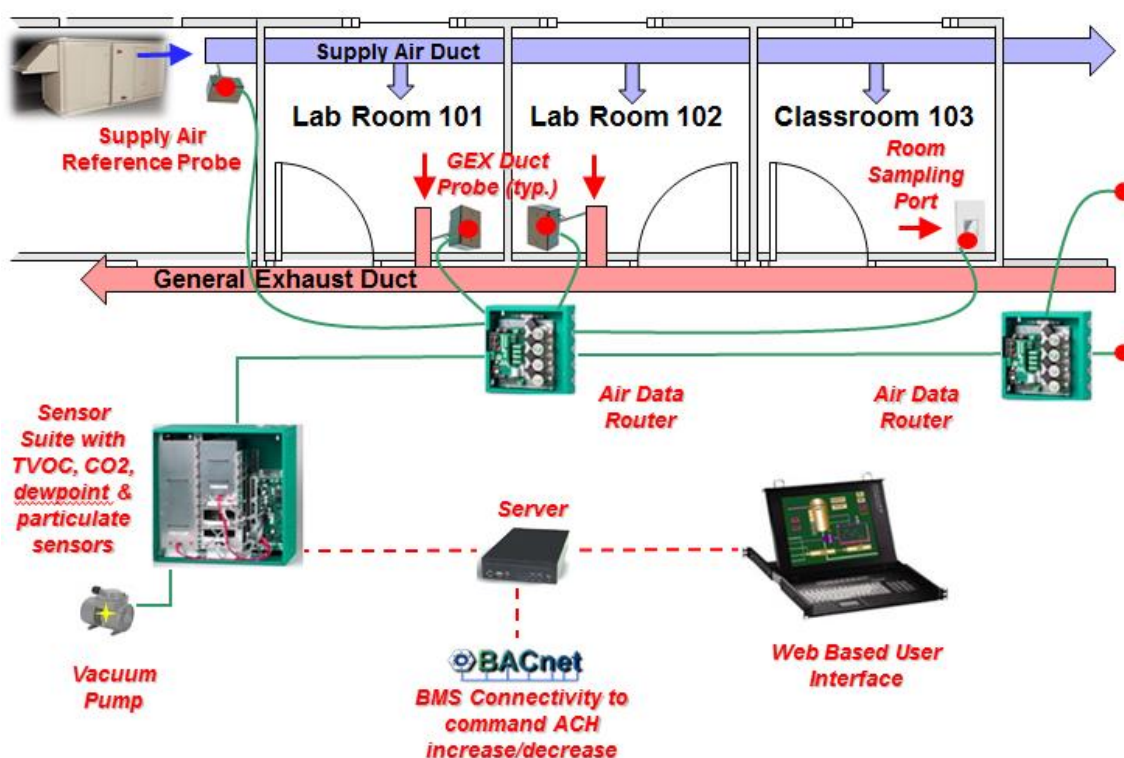 Supply Air Duct
Lab Room 101
Lab Room 102
Classroom 103
Supply Air
Reference Probe
GEX Duct
Probe (typ.)
Room
Sampling
Port
General Exhaust Duct
Air Data
Router
Air Data
Router
Sensor
Suite with
TVOC, CO2,
dewpoint &
particulate
sensors
Server
Vacuum
Pump
BACnet
BMS Connectivity to
command ACH
increase/decrease
Web Based User
Interface